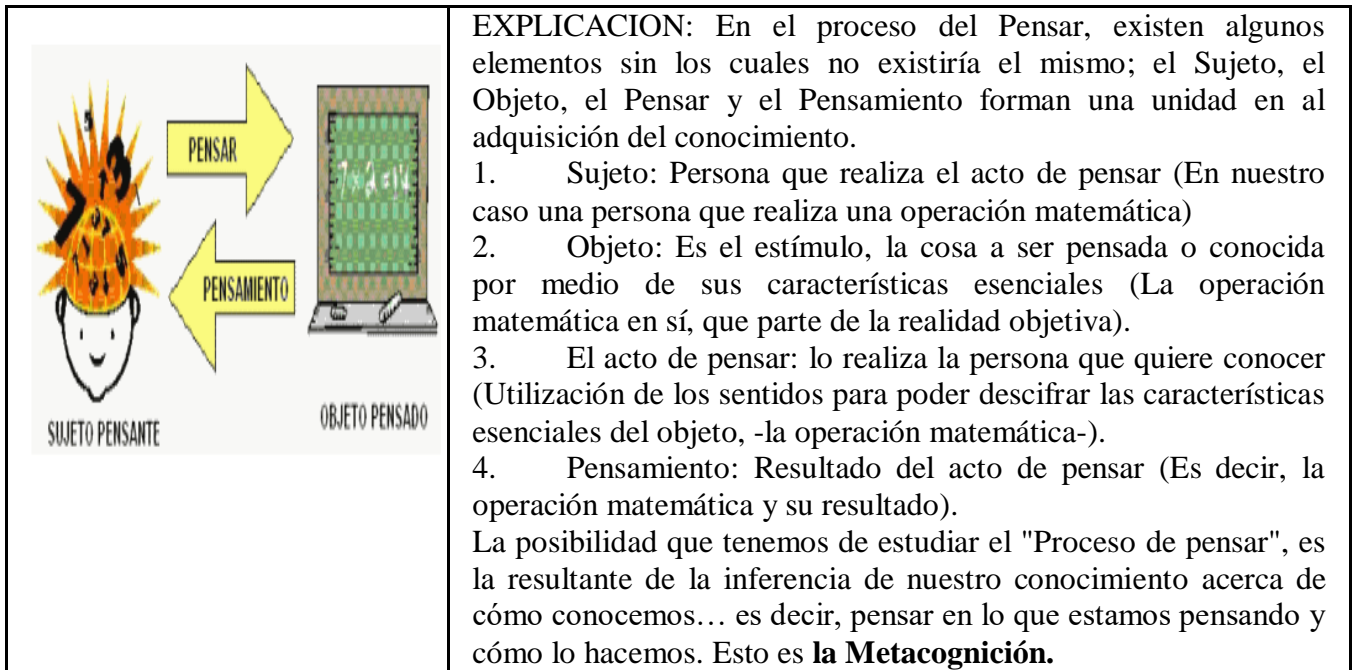 PENSAR
PENSAMIENTO
SUJETO PENSANTE
OBJETO PENSADO
EXPLICACION: En el proceso del Pensar, existen algunos
elementos sin los cuales no existiría el mismo; el Sujeto, el
Objeto, el Pensar y el Pensamiento forman una unidad en al
adquisición del conocimiento.
1. Sujeto: Persona que realiza el acto de pensar (En nuestro
caso una persona que realiza una operación matemática)
2. Objeto: Es el estímulo, la cosa a ser pensada o conocida
por medio de sus características esenciales (La operación
matemática en sí, que parte de la realidad objetiva).
3. El acto de pensar: lo realiza la persona que quiere conocer
(Utilización de los sentidos para poder descifrar las características
esenciales del objeto, -la operación matemática-).
4. Pensamiento: Resultado del acto de pensar (Es decir, la
operación matemática y su resultado).
La posibilidad que tenemos de estudiar el "Proceso de pensar", es
la resultante de la inferencia de nuestro conocimiento acerca de
cómo conocemos… es decir, pensar en lo que estamos pensando y
cómo lo hacemos. Esto es la Metacognición.